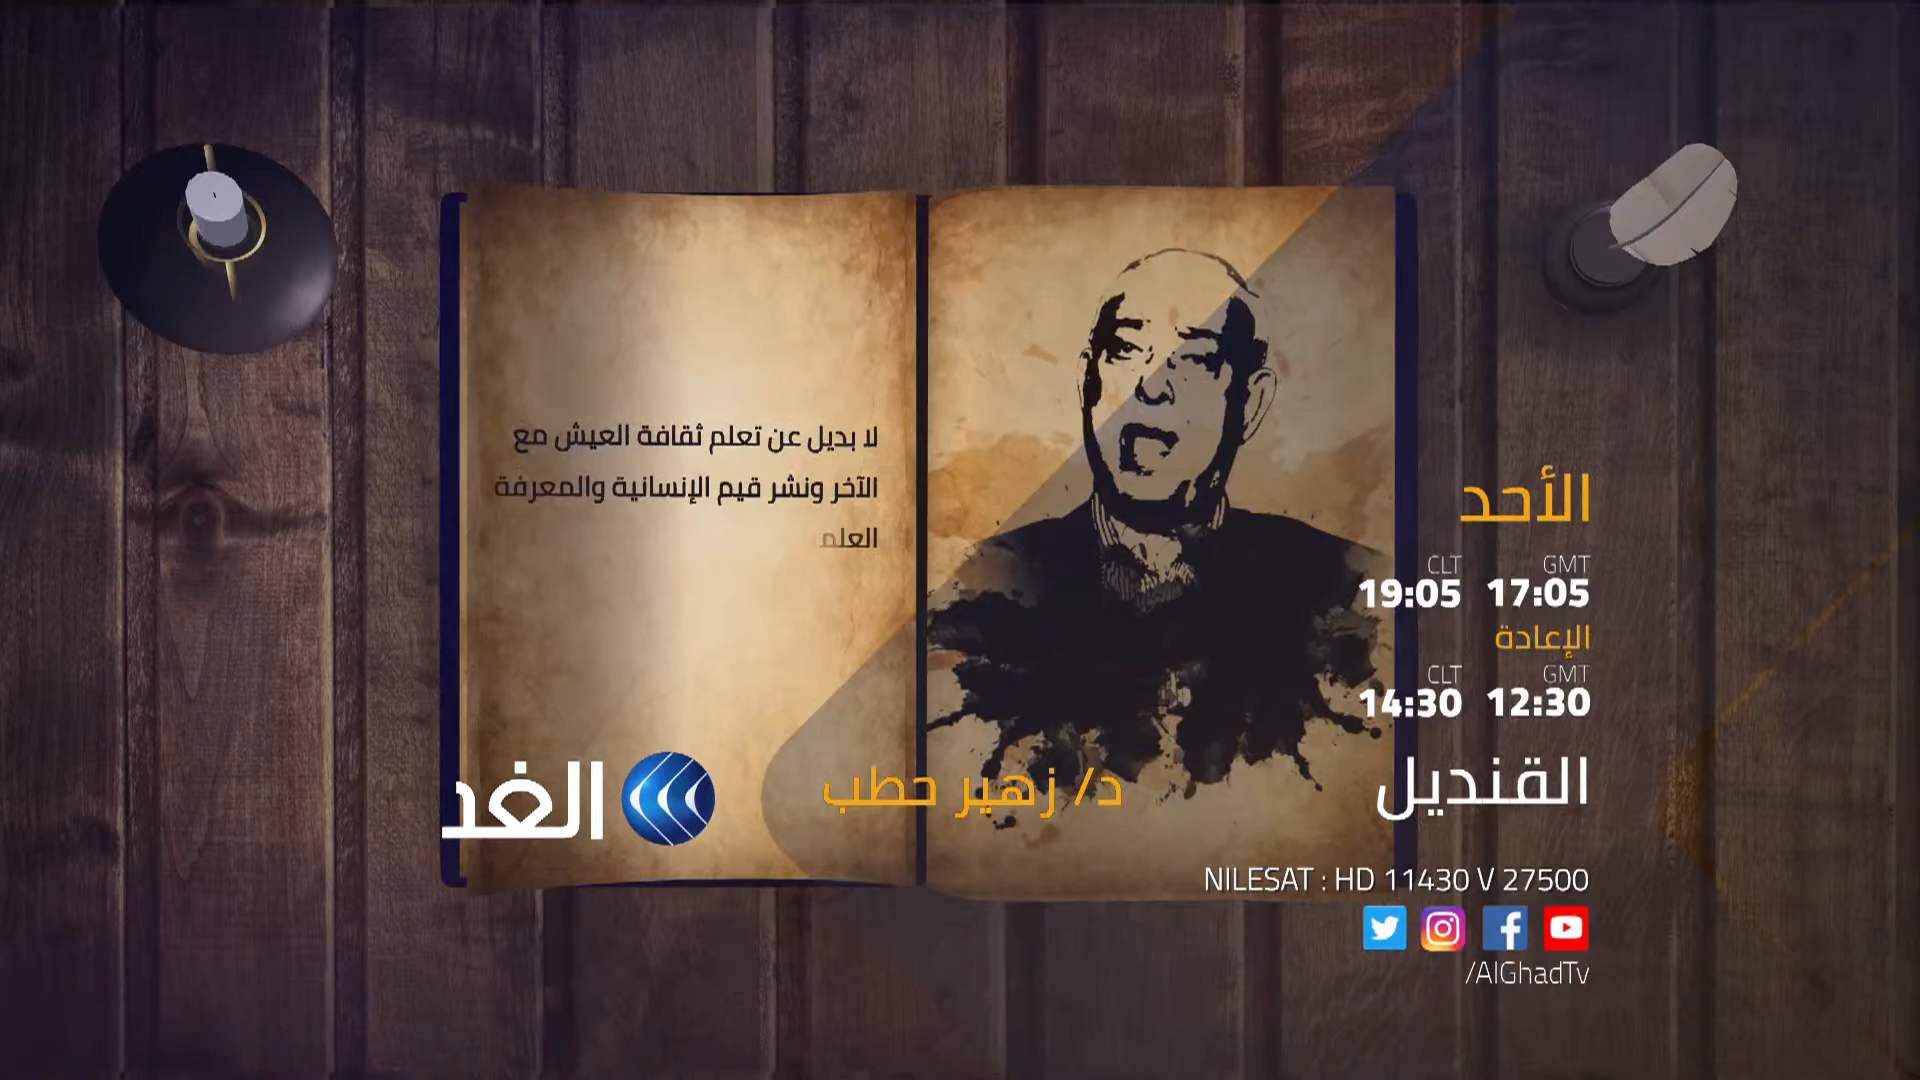 لا بديل عن تعلم ثقافة العيش مع
الآخر ونشر قيم الإنسانية والمعرفة
العلم
الأحد
CLT GMT
19:05 17:05
الإعادة
CLT GMT
14:30 12:30
القنديل
د/ زهير حطب
الغد
NILESAT : HD 11430 V 27500
/AlGhadTv